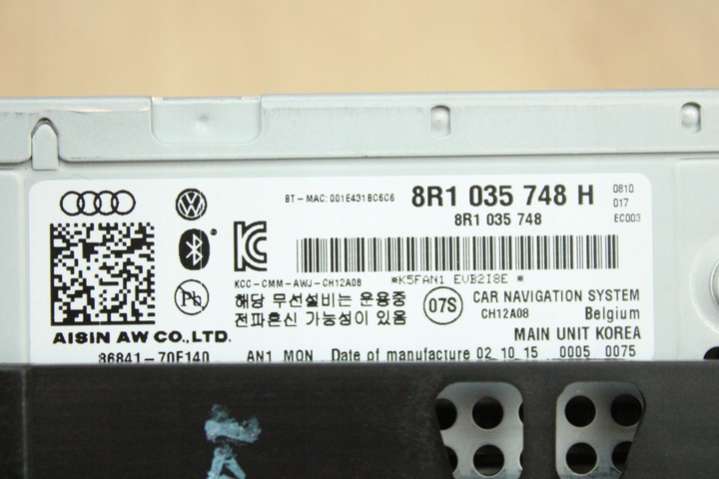 BT-MAC: 001E4318C6C6
8R1 035 748 H
0810
017
EC003
8R1 035 748
KCC-CMM-AWJ-CH12A08
*K5FAN1 EVB2I8E *
해당 무선설비는 운용중
전파혼신 가능성이 있음
07S
CAR NAVIGATION SYSTEM
CH12A08
Belgium
Pb
AISIN AW CO., LTD.
MAIN UNIT KOREA
86841-70F140
AN1 MON Date of manufacture 02 10 15 0005 0075